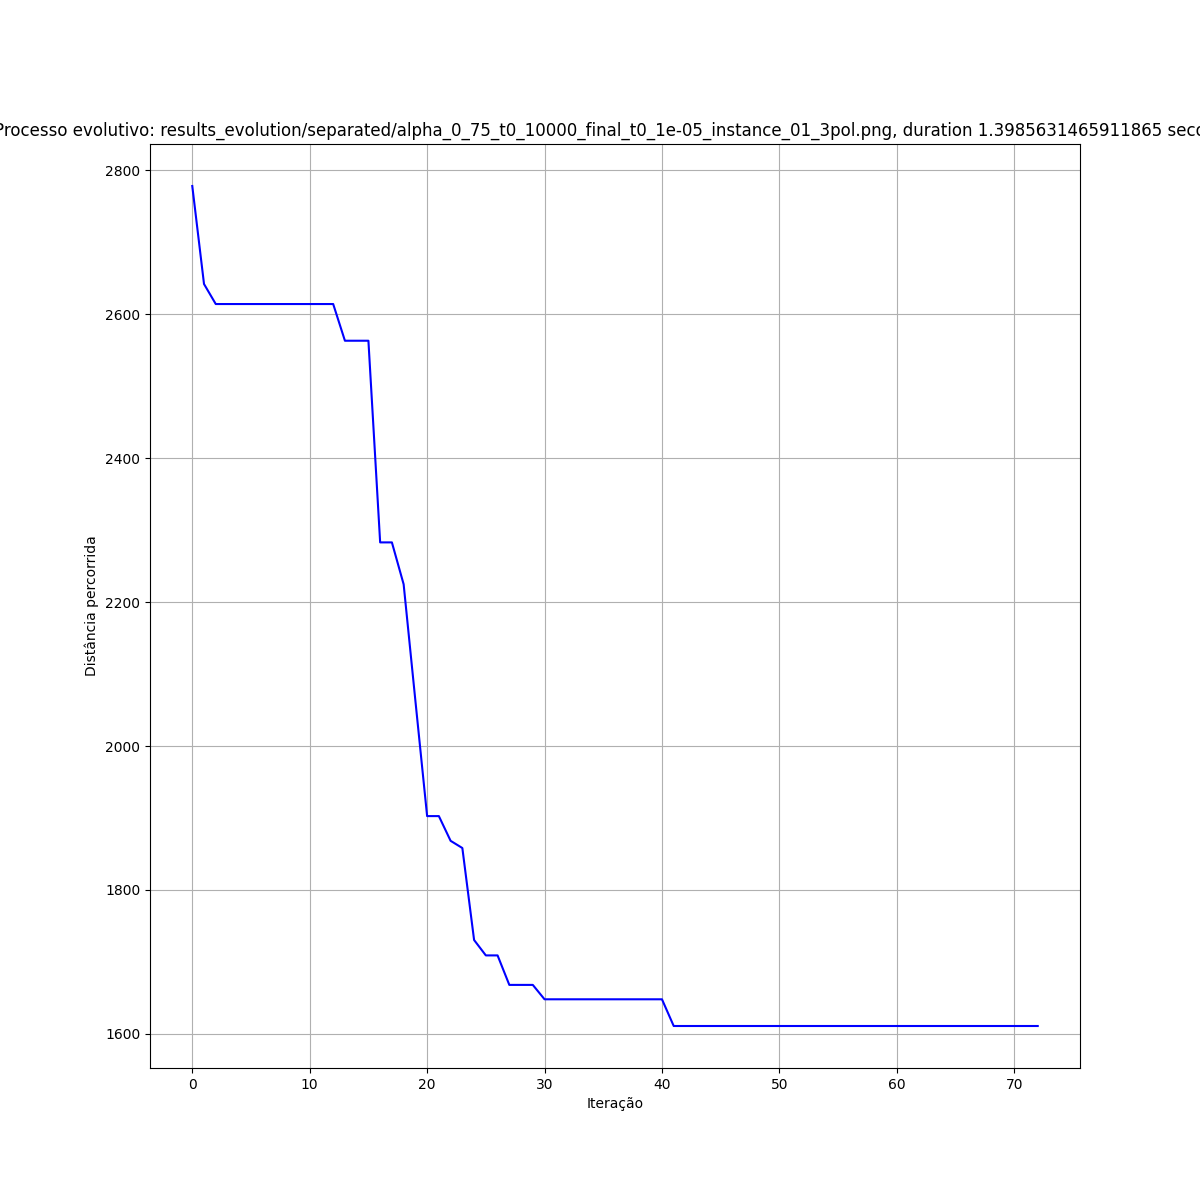 Processo evolutivo: results_evolution/separated/alpha_0_75_t0_10000_final_t0_1e-05_instance_01_3pol.png, duration 1.3985631465911865 seco
2800
2600
2400
2200
2000
1800
1600
Distância percorrida
0 10 20 30 40 50 60 70
Iteração